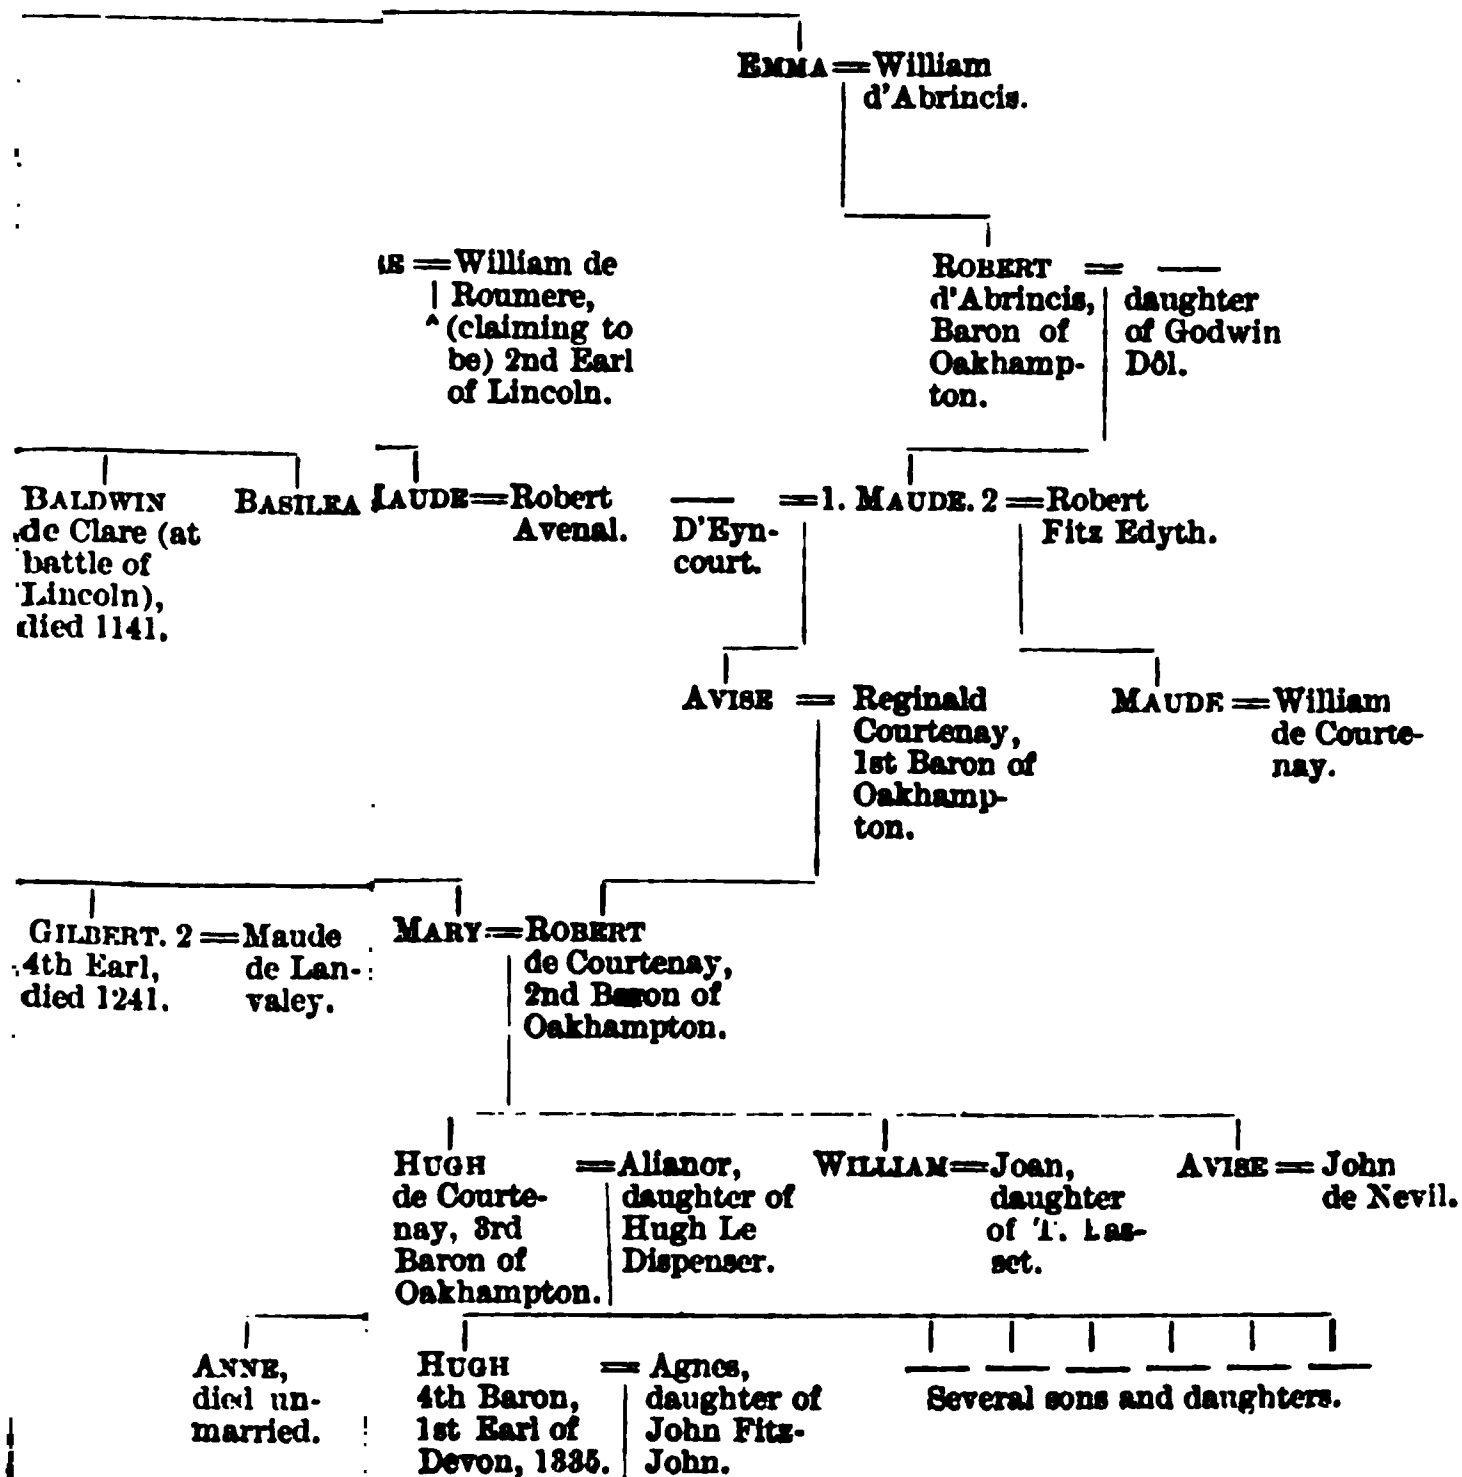 EMMA = William
d'Abrincis.
= William de
Roumere,
(claiming to
be) 2nd Earl
of Lincoln.
ROBERT = —
d'Abrincis,
Baron of
Oakhamp-
ton.
daughter
of Godwin
Dôl.
BALDWIN
de Clare (at
battle of
Lincoln),
died 1141.
BASILEA
= Robert
Avenal.
—
D'Eyn-
court.
= 1. MAUDE. 2 = Robert
Fitz Edyth.
AVISE = Reginald
Courtenay,
1st Baron of
Oakhamp-
ton.
MAUDE = William
de Courte-
nay.
GILBERT. 2 = Maude
4th Earl,
died 1241.
de Lan-
valey.
MARY = ROBERT
de Courtenay,
2nd Baron of
Oakhampton.
HUGH = Alianor,
de Courte-
nay, 3rd
Baron of
Oakhampton.
daughter of
Hugh Le
Dispenser.
WILLIAM = Joan,
daughter
of T.
AVISE = John
de Nevil.
ANNE,
died un-
married.
HUGH = Agnes,
4th Baron,
1st Earl of
Devon, 1335.
daughter of
John Fitz-
John.
— — — — — —
Several sons and daughters.